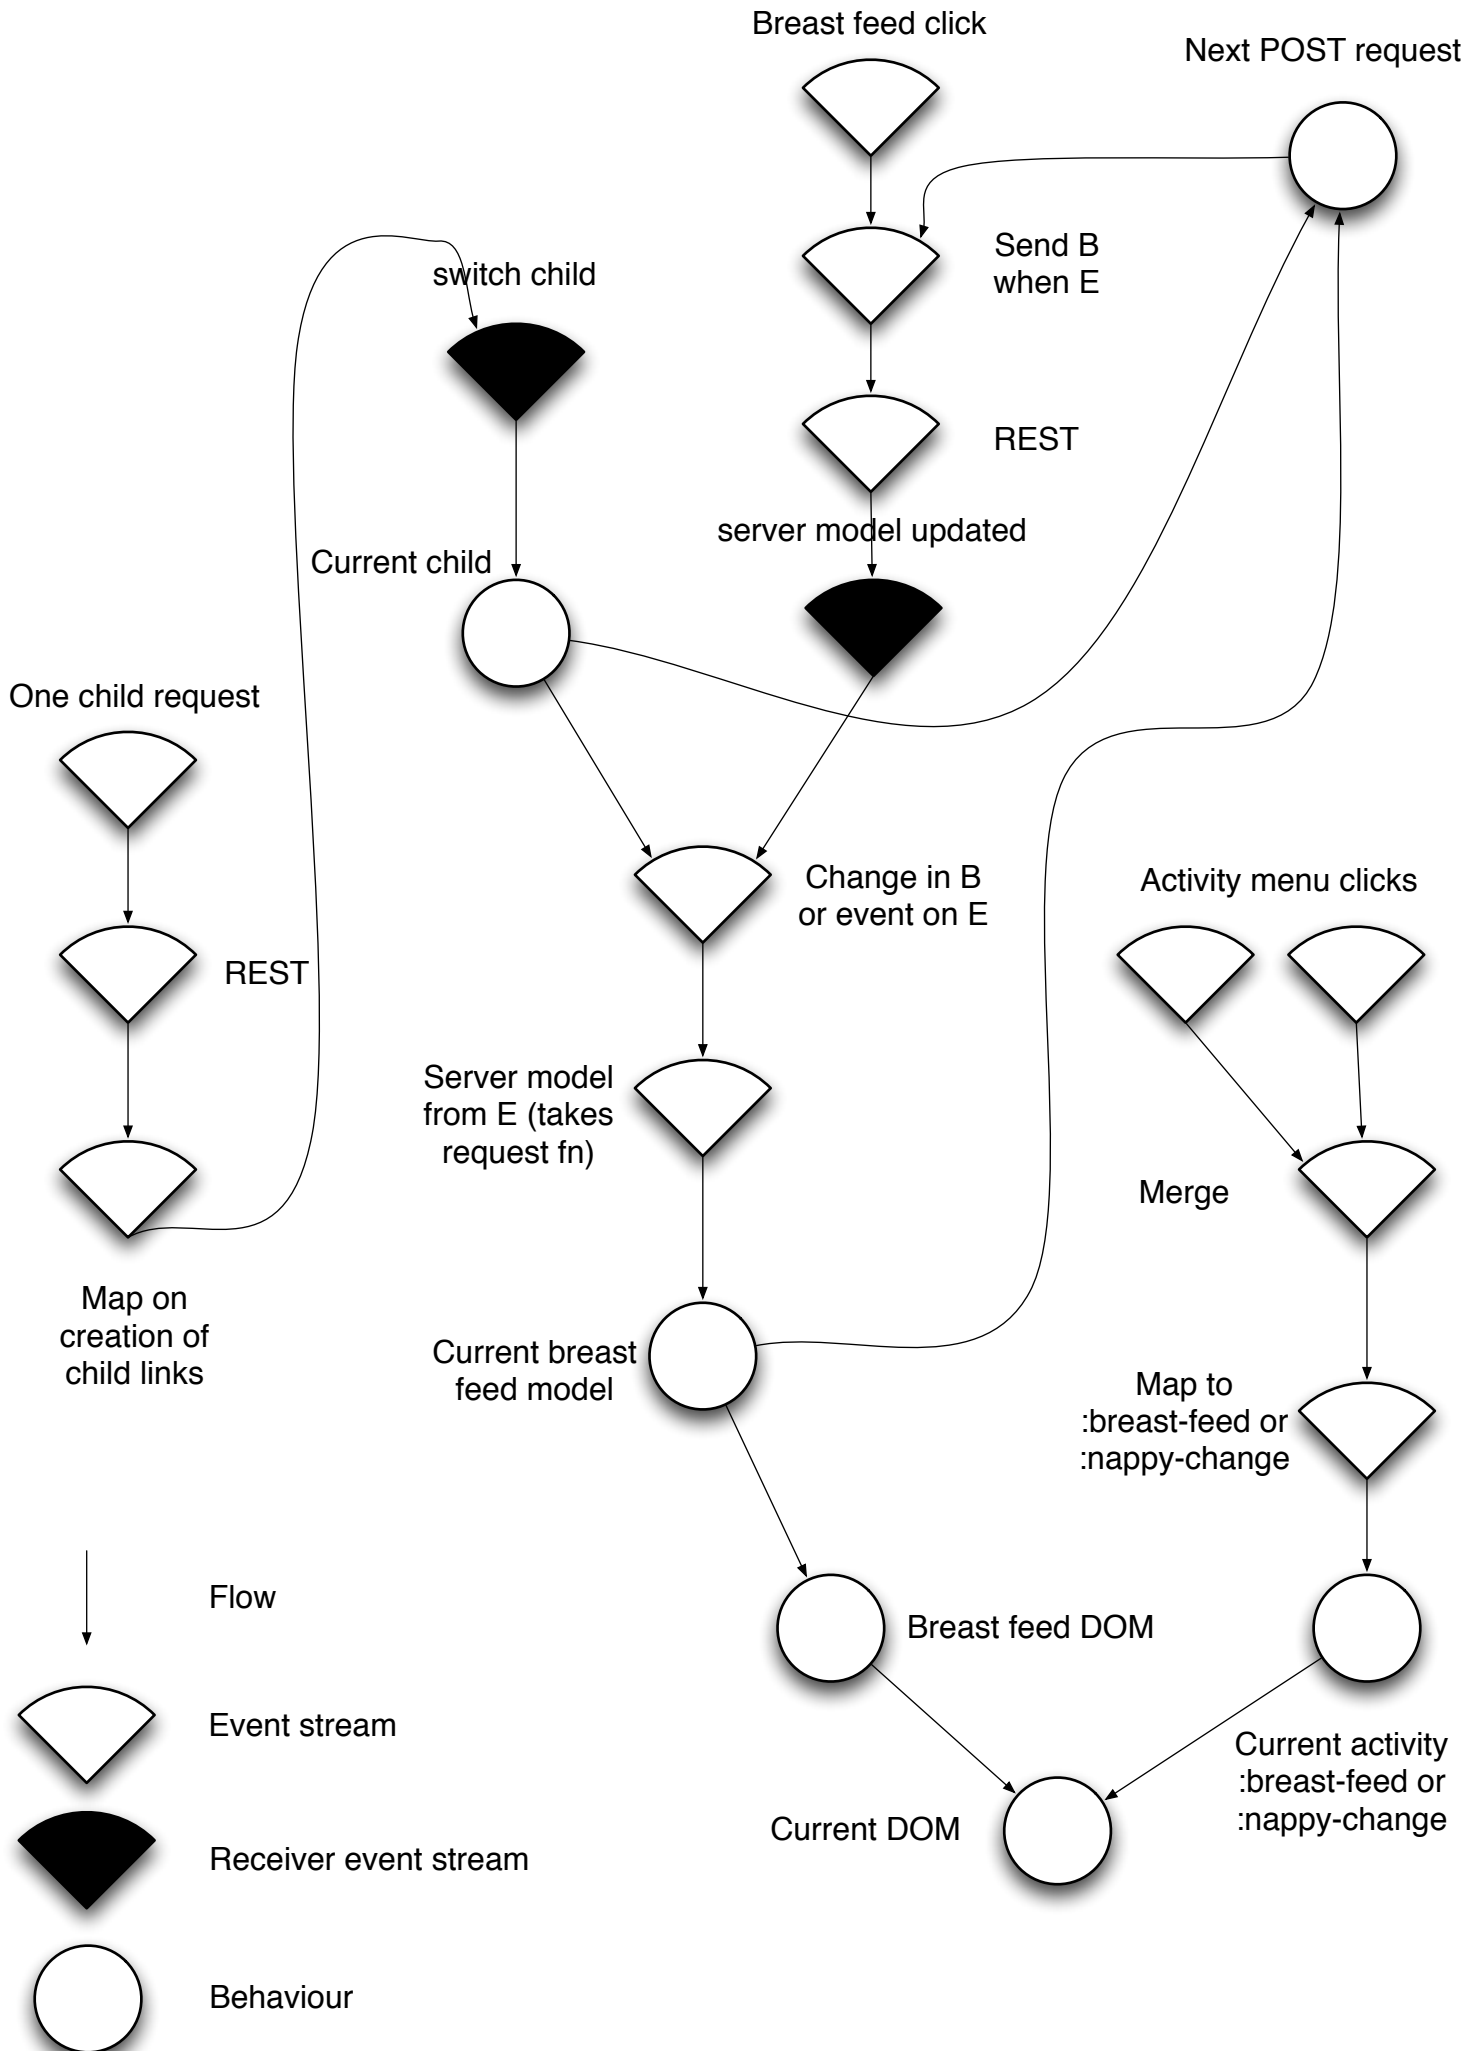 Breast feed click
Next POST request
Send B
when E
switch child
REST
server model updated
Current child
One child request
Change in B
or event on E
Activity menu clicks
REST
Server model
from E (takes
request fn)
Merge
Map on
creation of
child links
Current breast
feed model
Map to
:breast-feed or
:nappy-change
Flow
Breast feed DOM
Event stream
Current activity
:breast-feed or
:nappy-change
Current DOM
Receiver event stream
Behaviour